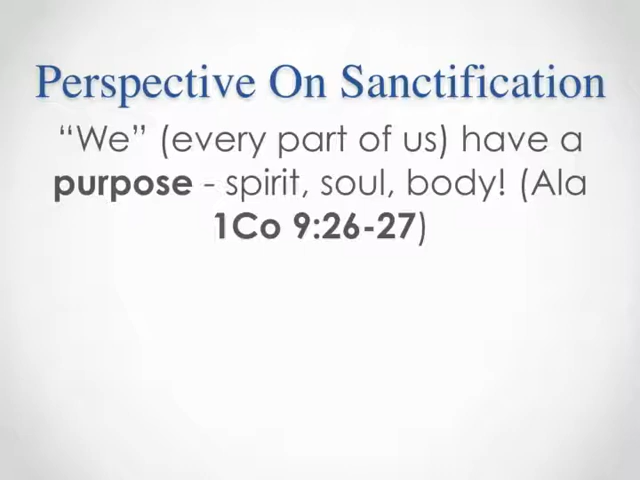 Perspective On Sanctification
“We” (every part of us) have a
purpose - spirit, soul, body! (Ala
1Co 9:26-27)